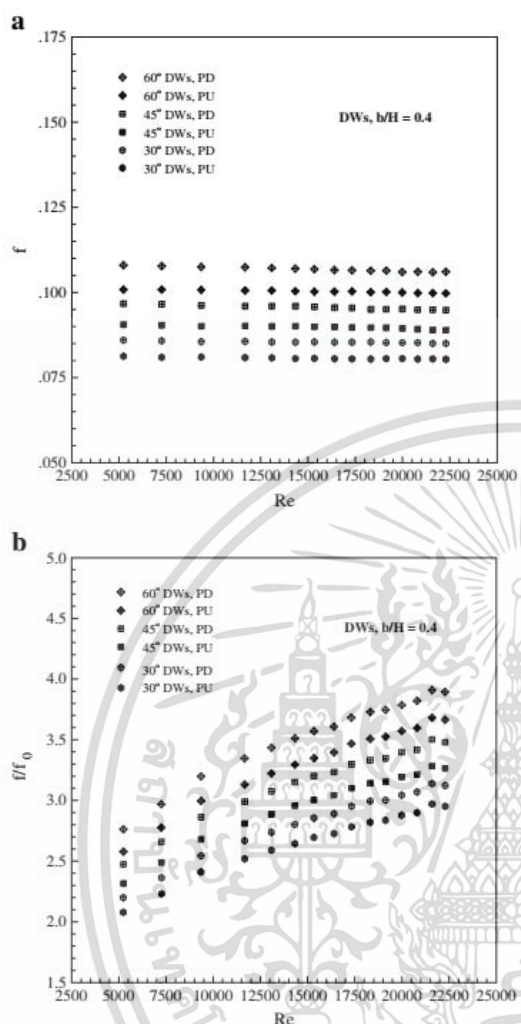 a
.175
60° DWs, PD
60° DWs, PU
45° DWs, PD
45° DWs, PU
30° DWs, PD
30° DWs, PU
DWs, b/H = 0.4
.150
.125
f
.100
.075
.050
2500 5000 7500 10000 12500 15000 17500 20000 22500 25000
Re
b
5.0
60° DWs, PD
60° DWs, PU
45° DWs, PD
45° DWs, PU
30° DWs, PD
30° DWs, PU
DWs, b/H = 0.4
4.5
4.0
3.5
f/f0
3.0
2.5
2.0
1.5
2500 5000 7500 10000 12500 15000 17500 20000 22500 25000
Re